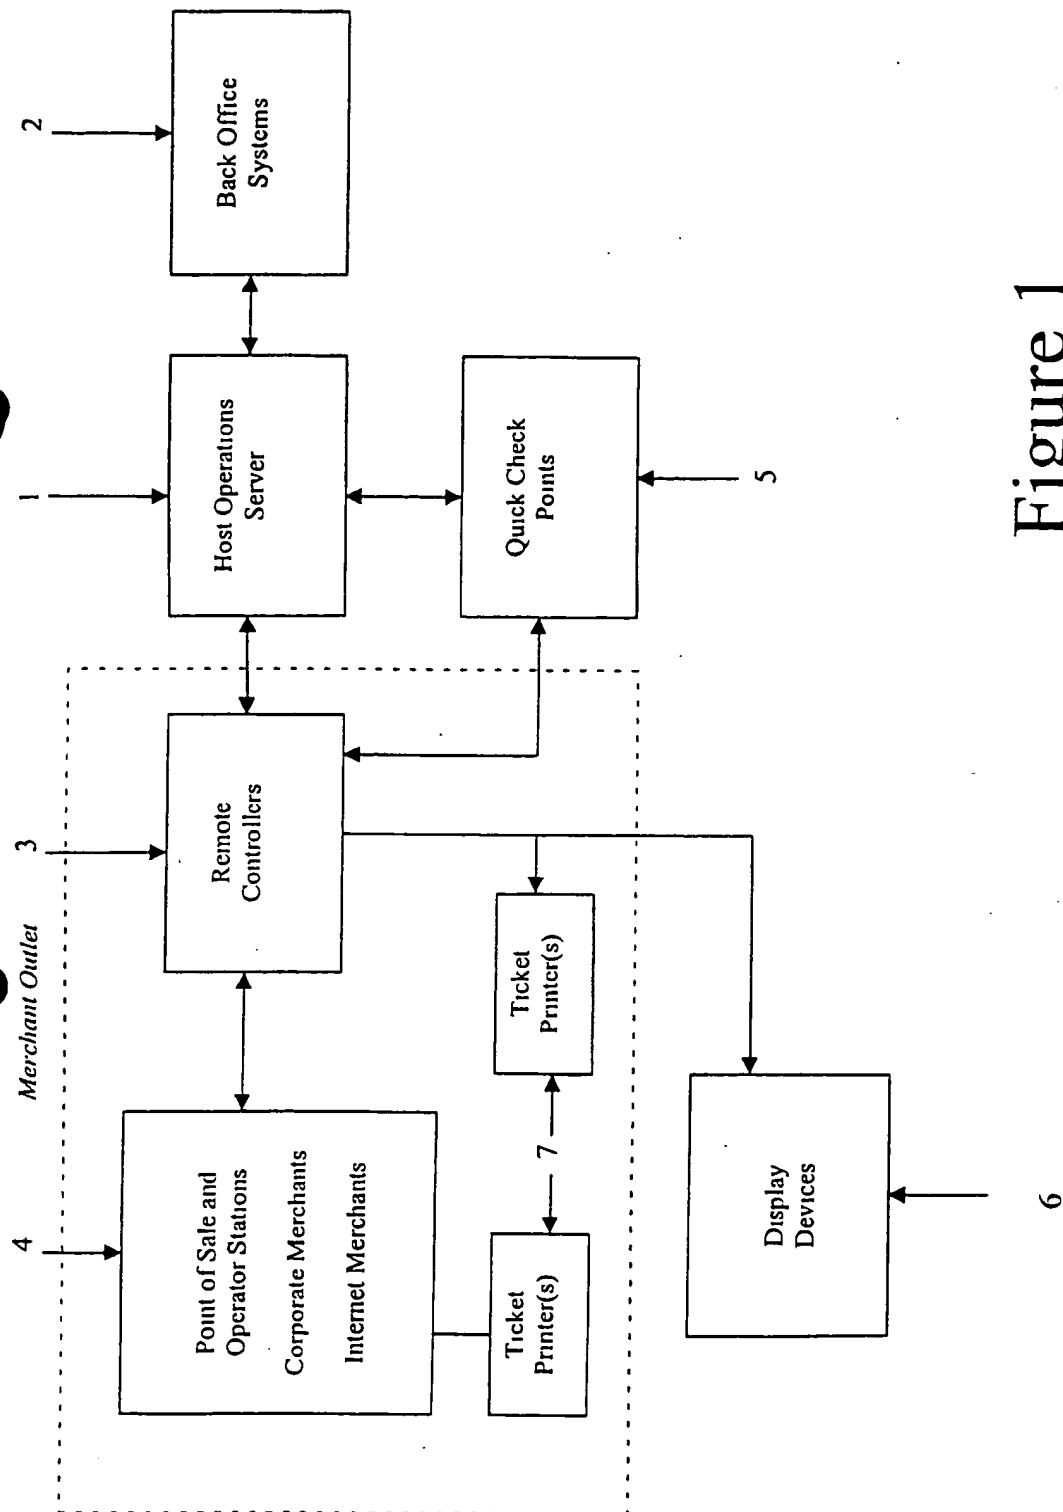 Merchant Outlet
4
3
1
2
Point of Sale and
Operator Stations
Corporate Merchants
Internet Merchants
Remote
Controllers
Host Operations
Server
Back Office
Systems
Ticket
Printer(s)
7
Ticket
Printer(s)
Quick Check
Points
5
Display
Devices
6
Figure 1